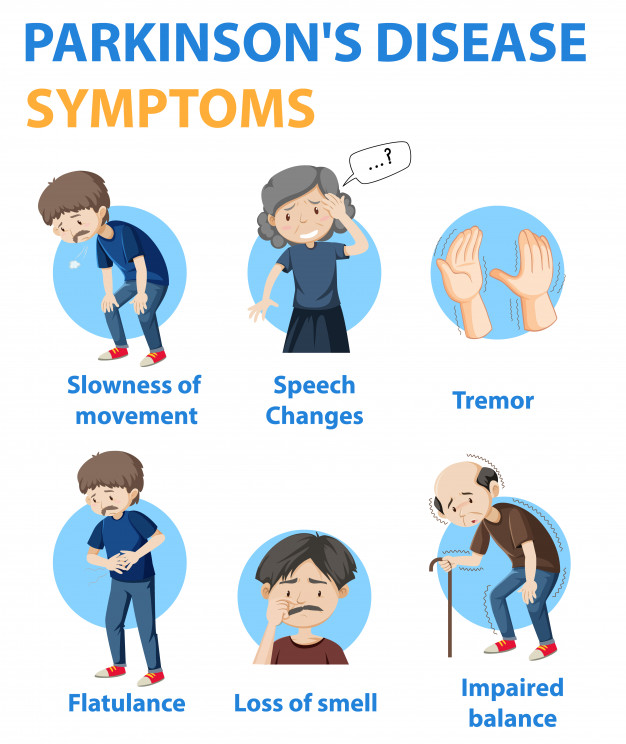 PARKINSON'S DISEASE
SYMPTOMS
...?
Slowness of
movement
Speech
Changes
Tremor
Flatulance
Loss of smell
Impaired
balance